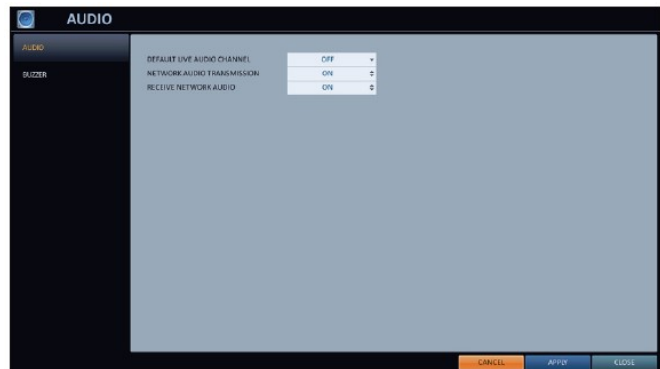 AUDIO
AUDIO
BUZZER
DEFAULT LIVE AUDIO CHANNEL OFF
NETWORK AUDIO TRANSMISSION ON
RECEIVE NETWORK AUDIO ON
CANCEL APPLY CLOSE